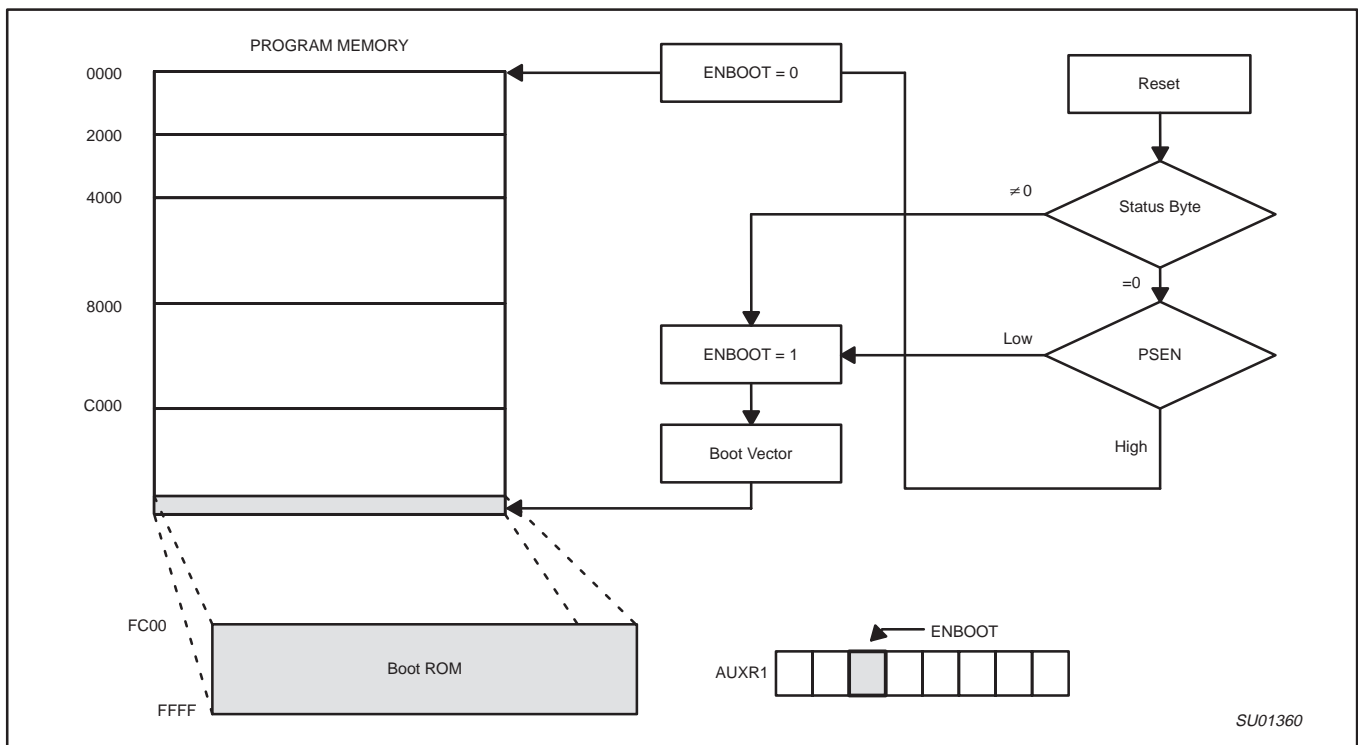 PROGRAM MEMORY
0000
2000
4000
8000
C000
ENBOOT = 0
Reset
≠0
Status Byte
=0
ENBOOT = 1
Low
PSEN
Boot Vector
High
FC00
Boot ROM
FFFF
ENBOOT
AUXR1
SU01360